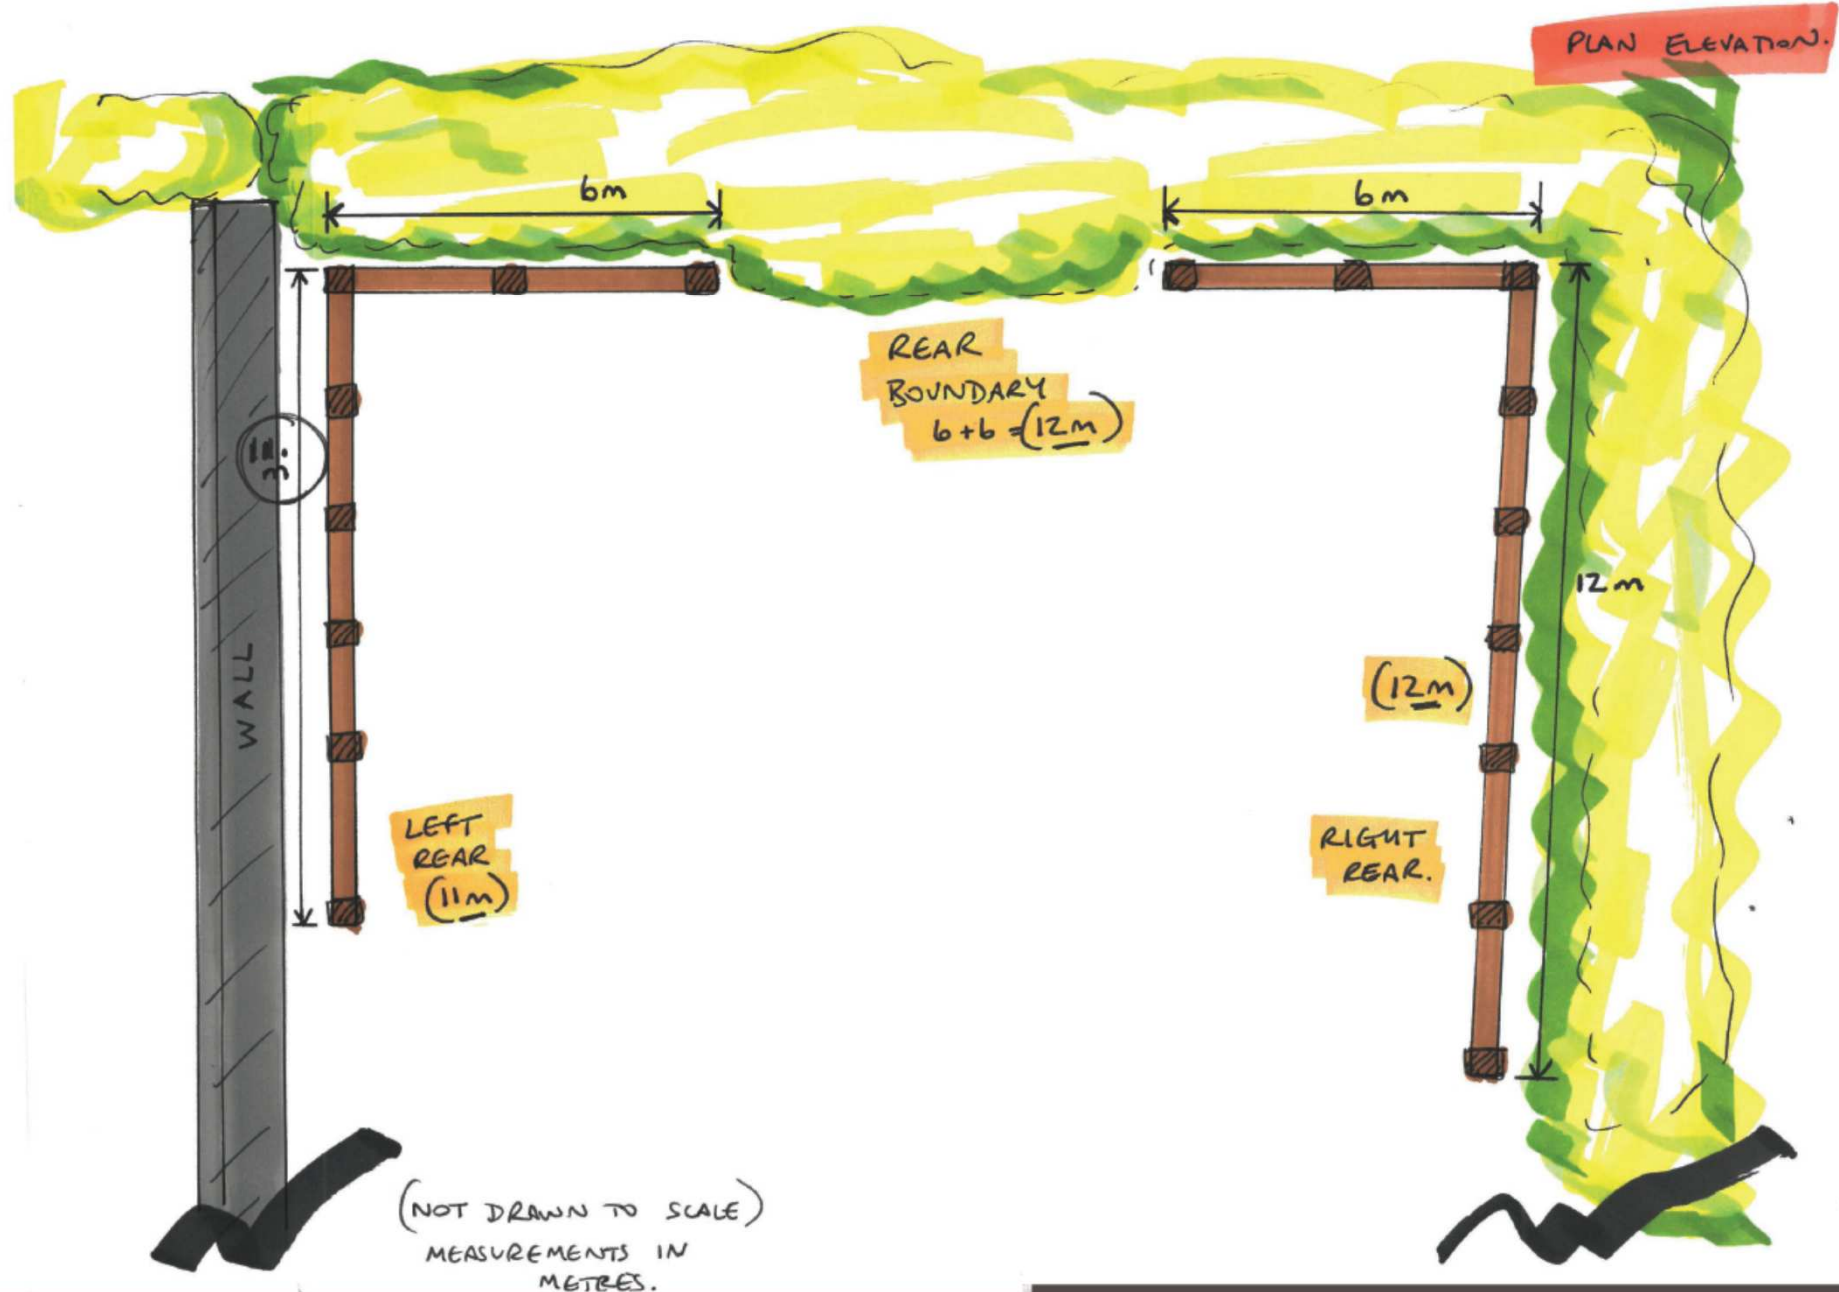 PLAN ELEVATION.
6m
6m
REAR
BOUNDARY
6+6=(12m)
12m
WALL
(12m)
LEFT
REAR
(11m)
RIGHT
REAR.
(NOT DRAWN TO SCALE)
MEASUREMENTS IN
METRES.